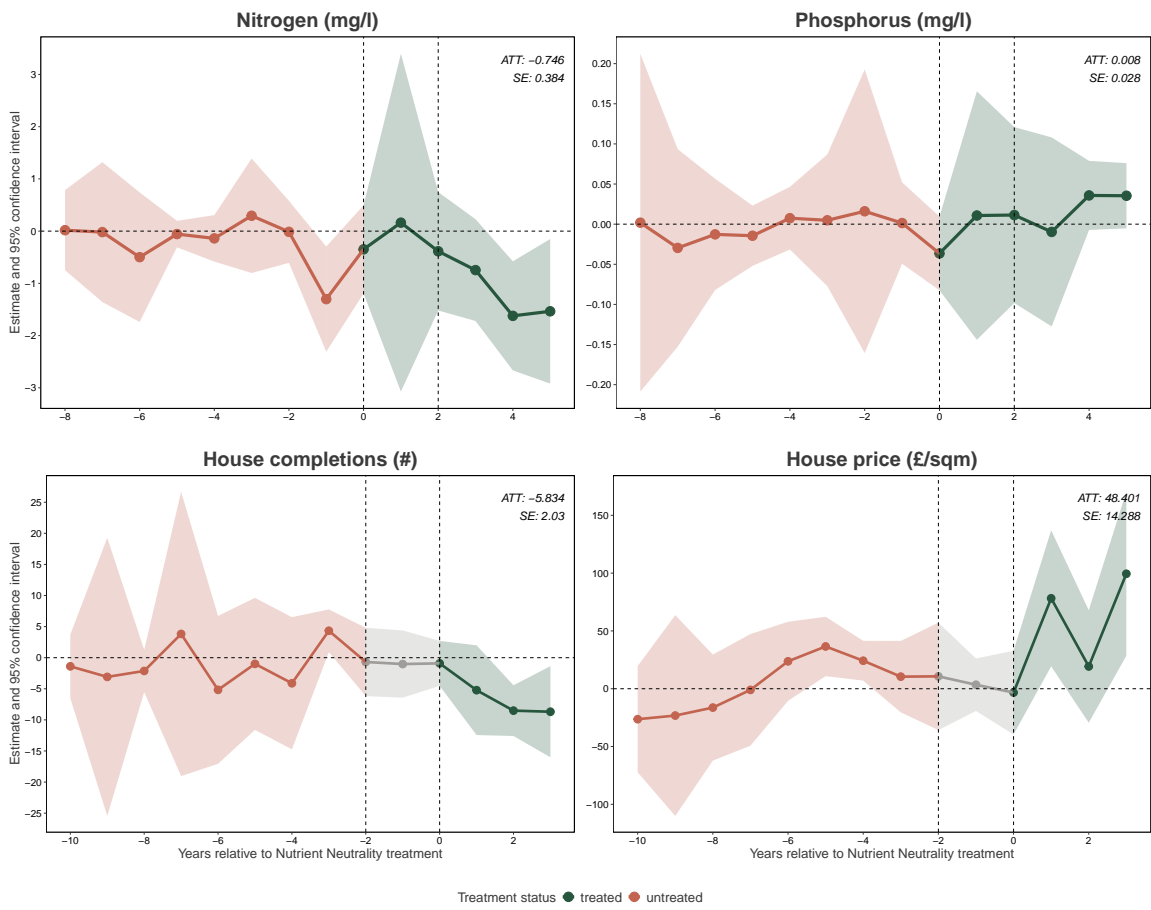 Nitrogen (mg/l)
ATT: −0.746
SE: 0.384
3
2
1
0
−1
−2
−3
−8 −6 −4 −2 0 2 4
Estimate and 95% confidence interval
Phosphorus (mg/l)
ATT: 0.008
SE: 0.028
0.20
0.15
0.10
0.05
0.00
−0.05
−0.10
−0.15
−0.20
−8 −6 −4 −2 0 2 4
House completions (#)
ATT: −5.834
SE: 2.03
25
20
15
10
5
0
−5
−10
−15
−20
−25
−10 −8 −6 −4 −2 0 2
Estimate and 95% confidence interval
Years relative to Nutrient Neutrality treatment
House price (£/sqm)
ATT: 48.401
SE: 14.288
150
100
50
0
−50
−100
−10 −8 −6 −4 −2 0 2
Years relative to Nutrient Neutrality treatment
Treatment status treated untreated